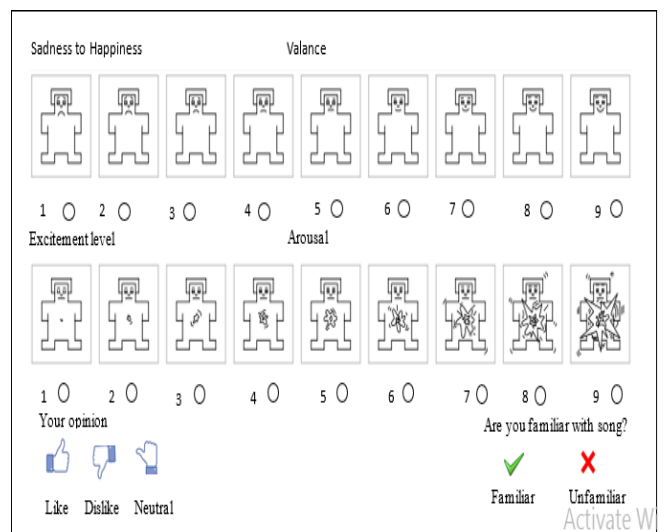 Sadness to Happiness Valance
1 2 3 4 5 6 7 8 9
Excitement level Arousal
1 2 3 4 5 6 7 8 9
Your opinion Are you familiar with song?
Like Dislike Neutral Familiar Unfamiliar
Activate W